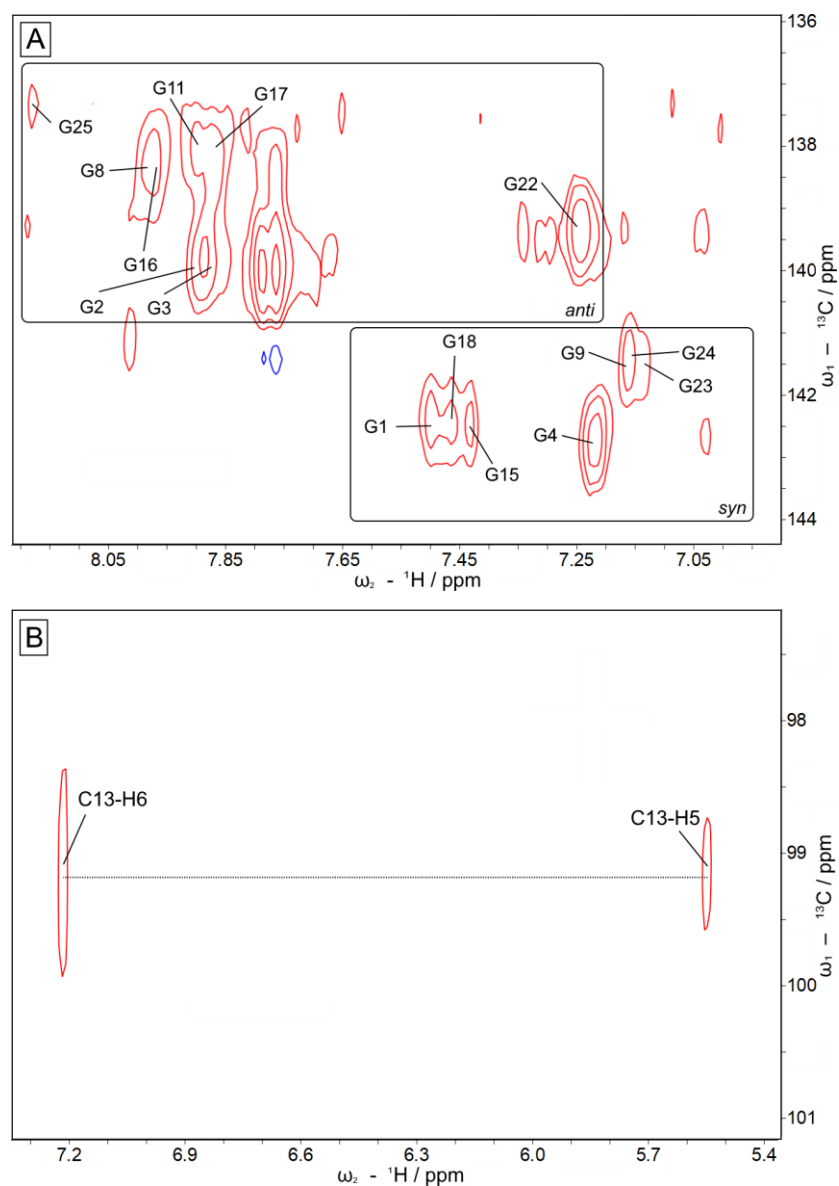 A
136
G11
G17
G25
138
G8
G22
G16
140
G2
G3
anti
G18
G9
G24
142
G23
G1
G4
G15
syn
144
8.05
7.85
7.65
7.45
7.25
7.05
ω₂ - ¹H / ppm
ω₁ - ¹³C / ppm
B
98
C13-H6
C13-H5
99
100
101
7.2
6.9
6.6
6.3
6.0
5.7
5.4
ω₂ - ¹H / ppm
ω₁ - ¹³C / ppm